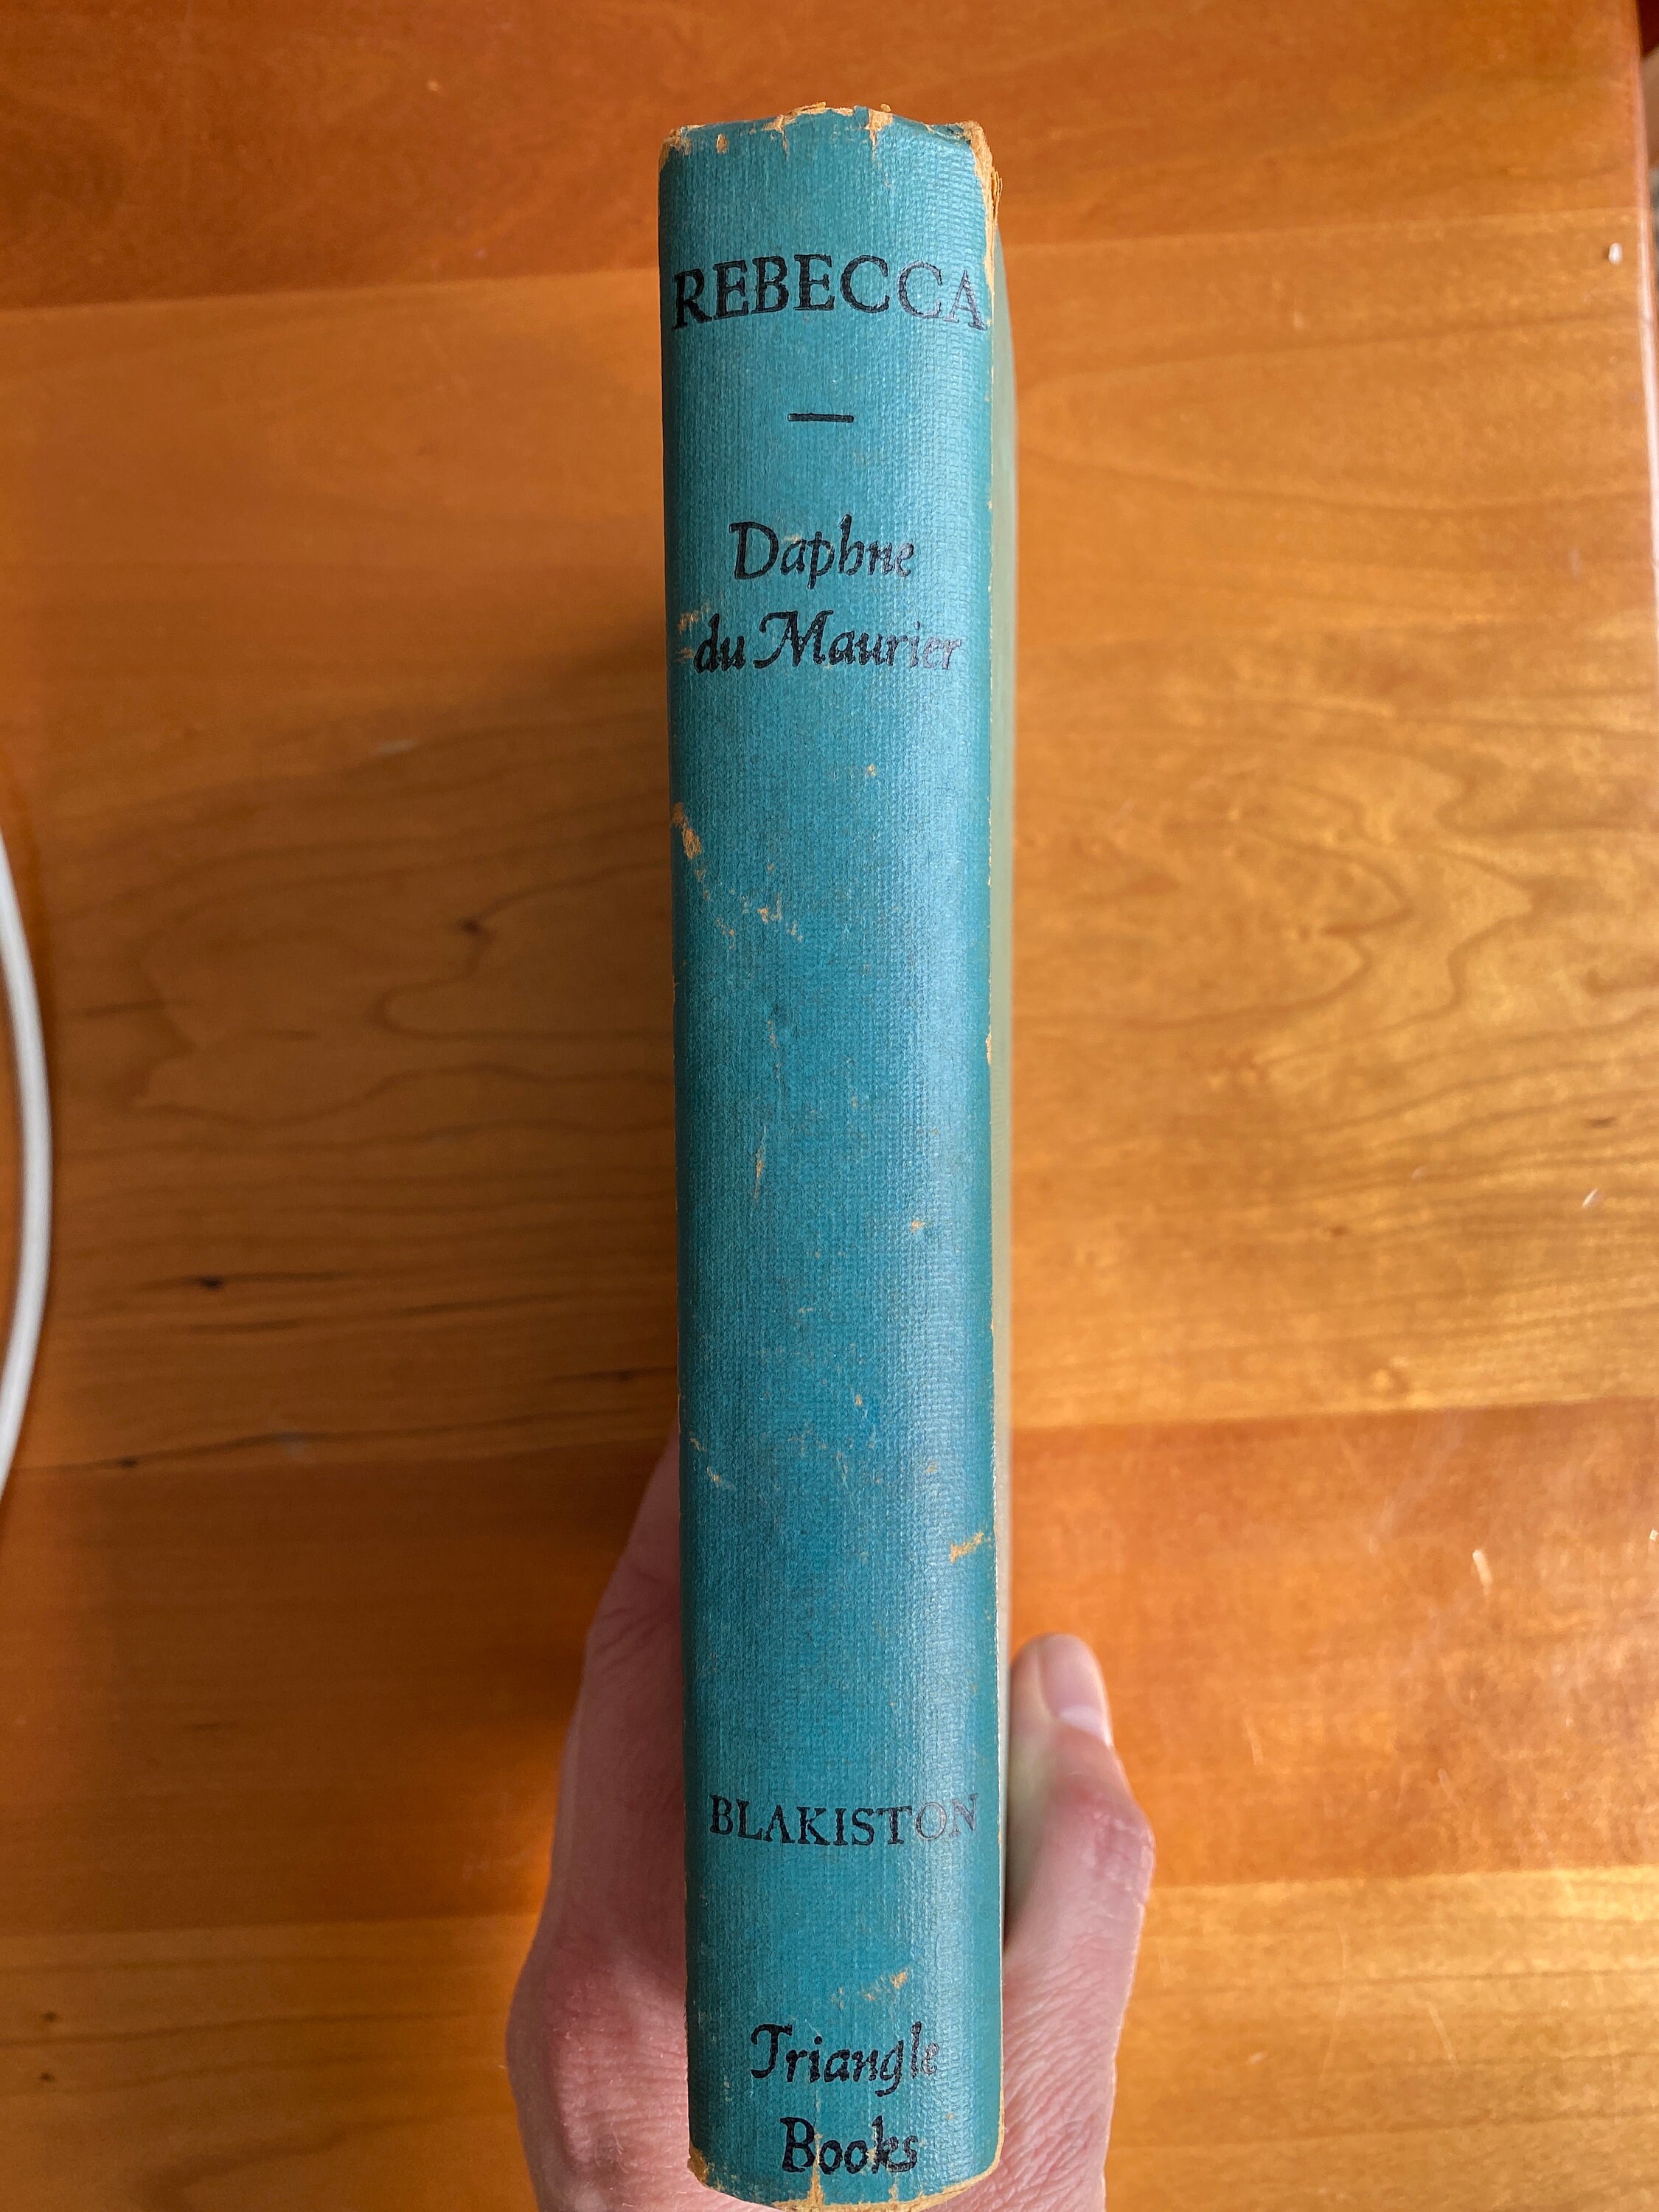 REBECCA
—
Daphne
du Maurier
BLAKISTON
Triangle
Books